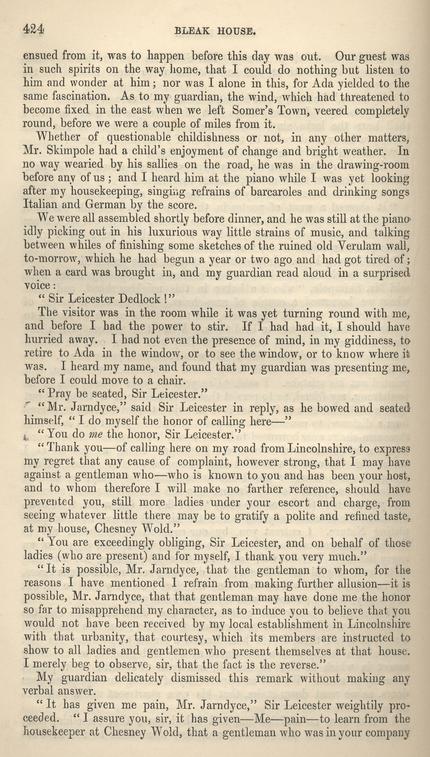 424
BLEAK HOUSE.
ensued from it, was to happen before this day was out. Our guest was
in such spirits on the way home, that I could do nothing but listen to
him and wonder at him; nor was I alone in this, for Ada yielded to the
same fascination. As to my guardian, the wind, which had threatened to
become fixed in the east when we left Somer's Town, veered completely
round, before we were a couple of miles from it.
Whether of questionable childishness or not, in any other matters,
Mr. Skimpole had a child's enjoyment of change and bright weather. In
no way wearied by his sallies on the road, he was in the drawing-room
before any of us; and I heard him at the piano while I was yet looking
after my housekeeping, singing refrains of barcaroles and drinking songs
Italian and German by the score.
We were all assembled shortly before dinner, and he was still at the piano
idly picking out in his luxurious way little strains of music, and talking
between whiles of finishing some sketches of the ruined old Verulam wall,
to-morrow, which he had begun a year or two ago and had got tired of;
when a card was brought in, and my guardian read aloud in a surprised
voice:
"Sir Leicester Dedlock!"
The visitor was in the room while it was yet turning round with me,
and before I had the power to stir. If I had had it, I should have
hurried away. I had not even the presence of mind, in my giddiness, to
retire to Ada in the window, or to see the window, or to know where it
was. I heard my name, and found that my guardian was presenting me,
before I could move to a chair.
"Pray be seated, Sir Leicester."
"Mr. Jarndyce," said Sir Leicester in reply, as he bowed and seated
himself, "I do myself the honor of calling here—"
"You do me the honor, Sir Leicester."
"Thank you—of calling here on my road from Lincolnshire, to express
my regret that any cause of complaint, however strong, that I may have
against a gentleman who—who is known to you and has been your host,
and to whom therefore I will make no farther reference, should have
prevented you, still more ladies under your escort and charge, from
seeing whatever little there may be to gratify a polite and refined taste,
at my house, Chesney Wold."
"You are exceedingly obliging, Sir Leicester, and on behalf of those
ladies (who are present) and for myself, I thank you very much."
"It is possible, Mr. Jarndyce, that the gentleman to whom, for the
reasons I have mentioned I refrain from making further allusion—it is
possible, Mr. Jarndyce, that that gentleman may have done me the honor
so far to misapprehend my character, as to induce you to believe that you
would not have been received by my local establishment in Lincolnshire
with that urbanity, that courtesy, which its members are instructed to
show to all ladies and gentlemen who present themselves at that house.
I merely beg to observe, sir, that the fact is the reverse."
My guardian delicately dismissed this remark without making any
verbal answer.
"It has given me pain, Mr. Jarndyce," Sir Leicester weightily pro-
ceeded. "I assure you, sir, it has given—Me—pain—to learn from the
housekeeper at Chesney Wold, that a gentleman who was in your company